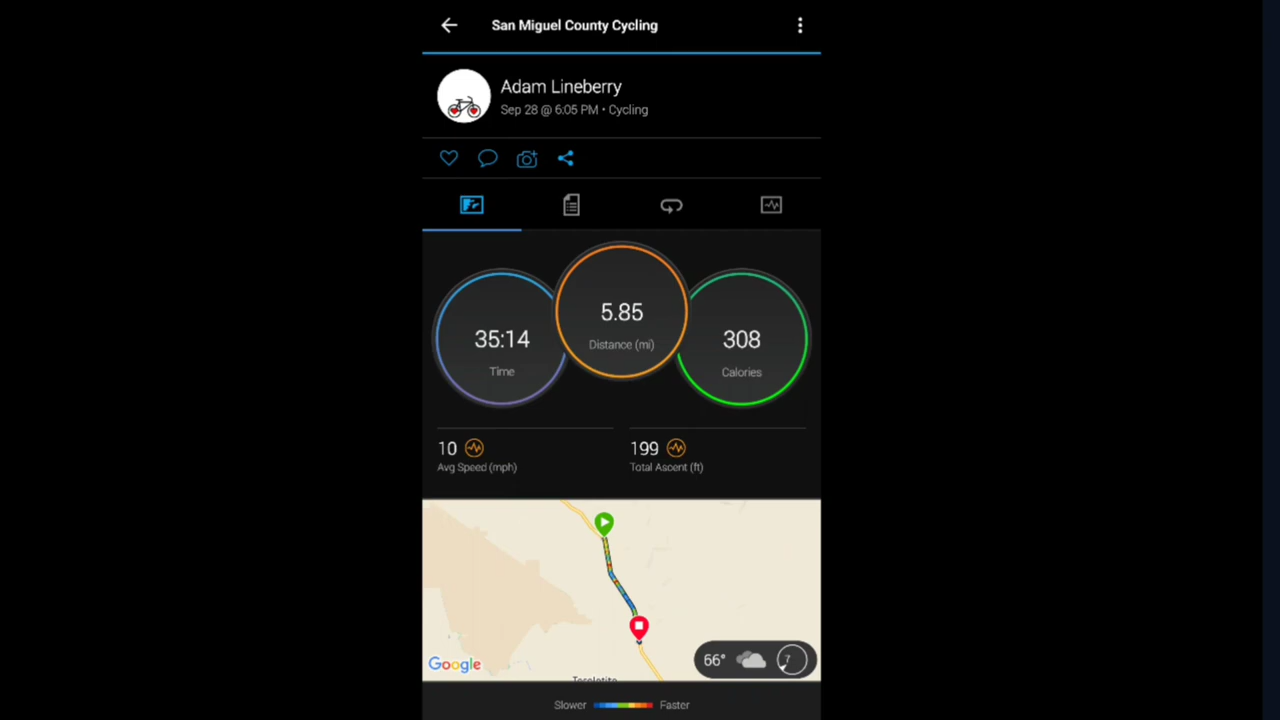 San Miguel County Cycling
Adam Lineberry
Sep 28 @ 6:05 PM • Cycling
35:14
Time
5.85
Distance (mi)
308
Calories
10
Avg Speed (mph)
199
Total Ascent (ft)
Google
66°
7
Slower
Faster